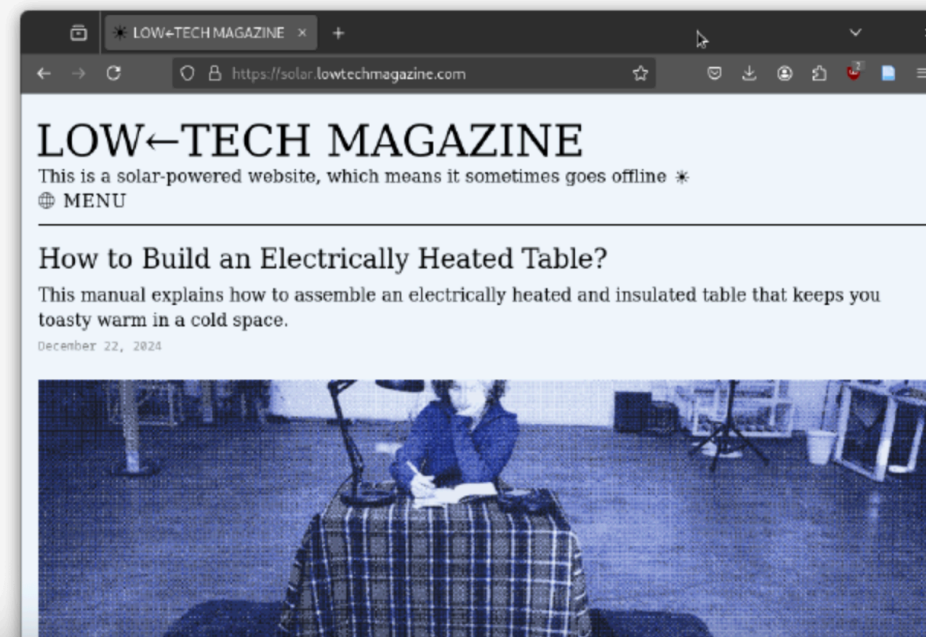 LOW←TECH MAGAZINE
https://solar.lowtechmagazine.com
2
LOW←TECH MAGAZINE
This is a solar-powered website, which means it sometimes goes offline ☀
MENU
How to Build an Electrically Heated Table?
This manual explains how to assemble an electrically heated and insulated table that keeps you
toasty warm in a cold space.
December 22, 2024